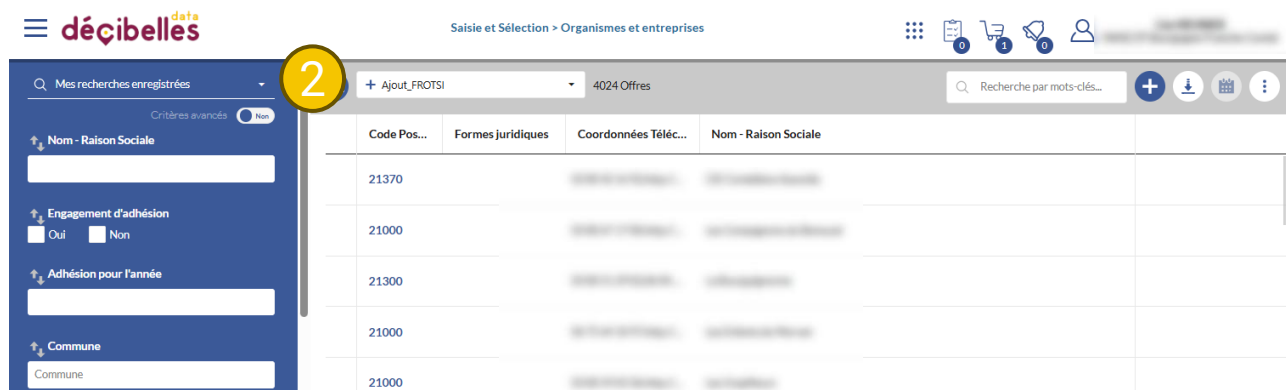 data
décibelles
Saisie et Sélection > Organismes et entreprises
0
1
0
Mes recherches enregistrées
2
+ Ajout_FROTSI
4024 Offres
Recherche par mots-clés...
Critères avancés
Non
Nom - Raison Sociale
Engagement d'adhésion
Oui
Non
Adhésion pour l'année
Commune
Commune
Code Pos...
Formes juridiques
Coordonnées Téléc...
Nom - Raison Sociale
21370
21000
21300
21000
21000